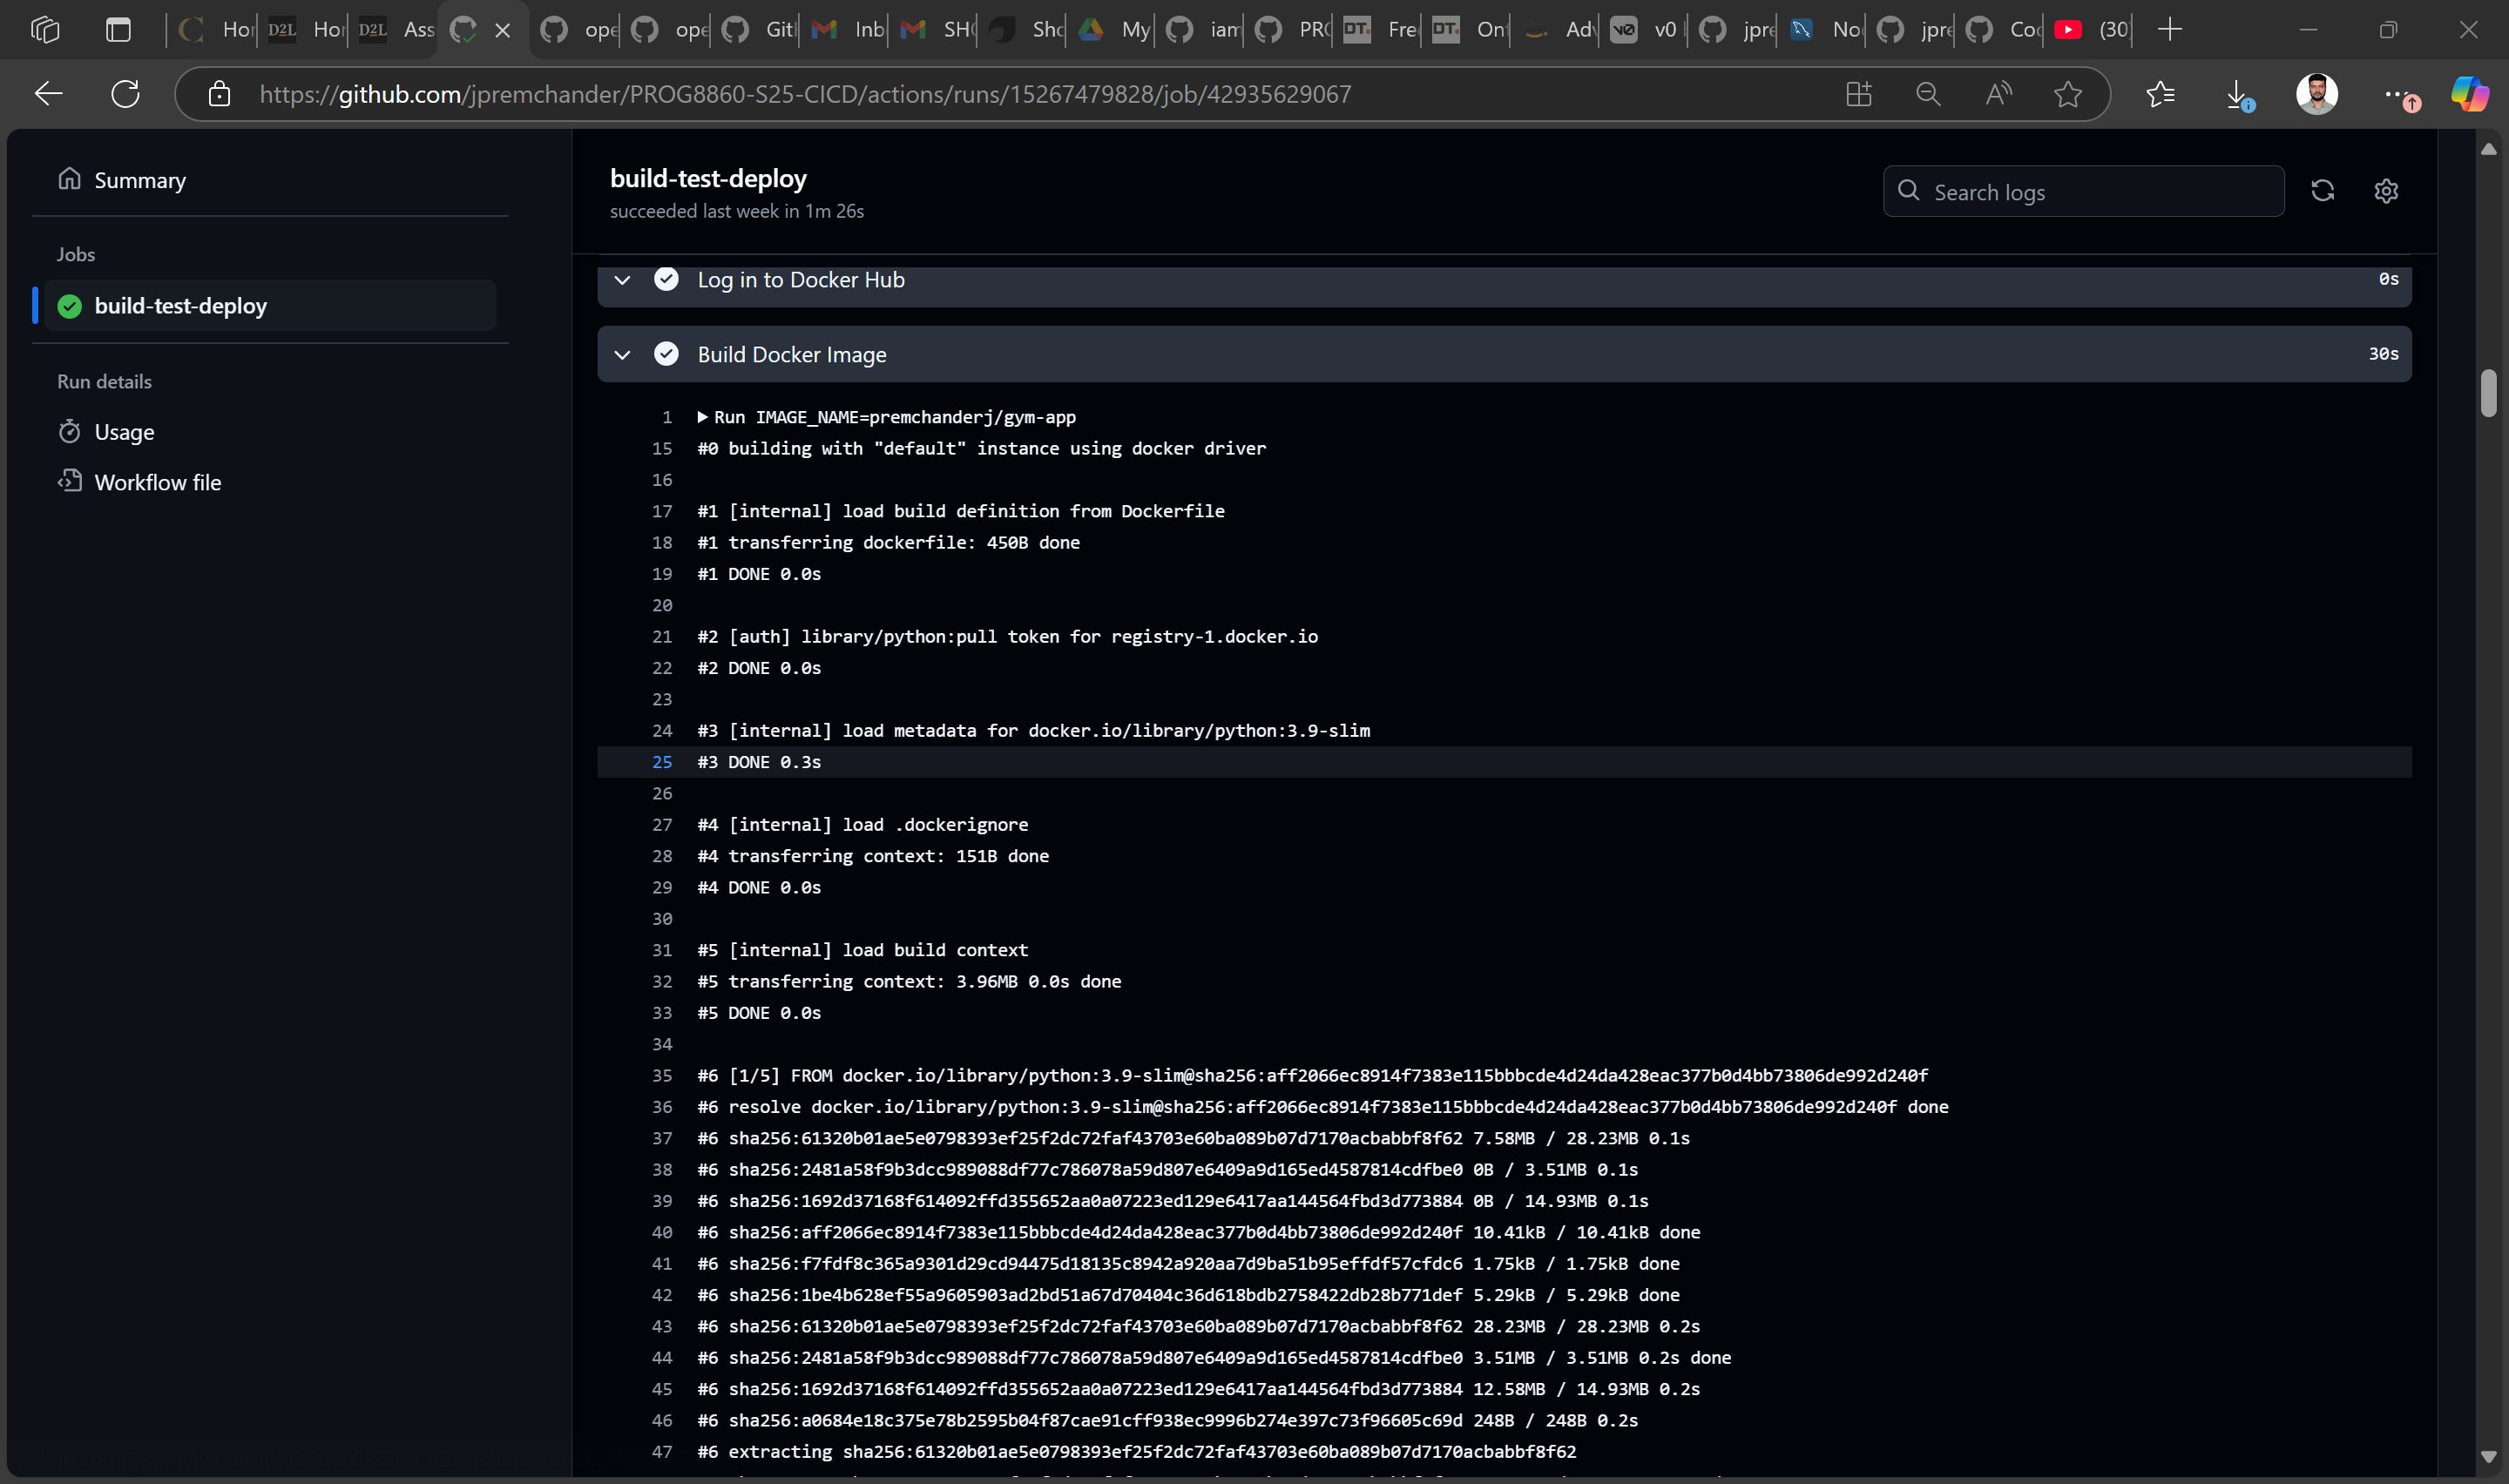 Hor
D2L Hor
D2L Ass
ope
ope
Git
Inb
SH
Sho
My
iam
PRO
DT. Fre
DT. Ont
Adv
v0 v0
jpre
No
jpre
Coo
(30)
https://github.com/jpremchander/PROG8860-S25-CICD/actions/runs/15267479828/job/42935629067
Summary
Jobs
build-test-deploy
Run details
Usage
Workflow file
build-test-deploy
succeeded last week in 1m 26s
Search logs
Log in to Docker Hub 0s
Build Docker Image 30s
1 Run IMAGE_NAME=premchanderj/gym-app
15 #0 building with "default" instance using docker driver
16
17 #1 [internal] load build definition from Dockerfile
18 #1 transferring dockerfile: 450B done
19 #1 DONE 0.0s
20
21 #2 [auth] library/python:pull token for registry-1.docker.io
22 #2 DONE 0.0s
23
24 #3 [internal] load metadata for docker.io/library/python:3.9-slim
25 #3 DONE 0.3s
26
27 #4 [internal] load .dockerignore
28 #4 transferring context: 151B done
29 #4 DONE 0.0s
30
31 #5 [internal] load build context
32 #5 transferring context: 3.96MB 0.0s done
33 #5 DONE 0.0s
34
35 #6 [1/5] FROM docker.io/library/python:3.9-slim@sha256:aff2066ec8914f7383e115bbbcde4d24da428eac377b0d4bb73806de992d240f
36 #6 resolve docker.io/library/python:3.9-slim@sha256:aff2066ec8914f7383e115bbbcde4d24da428eac377b0d4bb73806de992d240f done
37 #6 sha256:61320b01ae5e0798393ef25f2dc72faf43703e60ba089b07d7170acbabbf8f62 7.58MB / 28.23MB 0.1s
38 #6 sha256:2481a58f9b3dcc989088df77c786078a59d807e6409a9d165ed4587814cdfbe0 0B / 3.51MB 0.1s
39 #6 sha256:1692d37168f614092ffd355652aa0a07223ed129e6417aa144564fbd3d773884 0B / 14.93MB 0.1s
40 #6 sha256:aff2066ec8914f7383e115bbbcde4d24da428eac377b0d4bb73806de992d240f 10.41kB / 10.41kB done
41 #6 sha256:f7fdf8c365a9301d29cd94475d18135c8942a920aa7d9ba51b95effdf57cfdc6 1.75kB / 1.75kB done
42 #6 sha256:1be4b628ef55a9605903ad2bd51a67d70404c36d618bdb2758422db28b771def 5.29kB / 5.29kB done
43 #6 sha256:61320b01ae5e0798393ef25f2dc72faf43703e60ba089b07d7170acbabbf8f62 28.23MB / 28.23MB 0.2s
44 #6 sha256:2481a58f9b3dcc989088df77c786078a59d807e6409a9d165ed4587814cdfbe0 3.51MB / 3.51MB 0.2s done
45 #6 sha256:1692d37168f614092ffd355652aa0a07223ed129e6417aa144564fbd3d773884 12.58MB / 14.93MB 0.2s
46 #6 sha256:a0684e18c375e78b2595b04f87cae91cff938ec9996b274e397c73f96605c69d 248B / 248B 0.2s
47 #6 extracting sha256:61320b01ae5e0798393ef25f2dc72faf43703e60ba089b07d7170acbabbf8f62